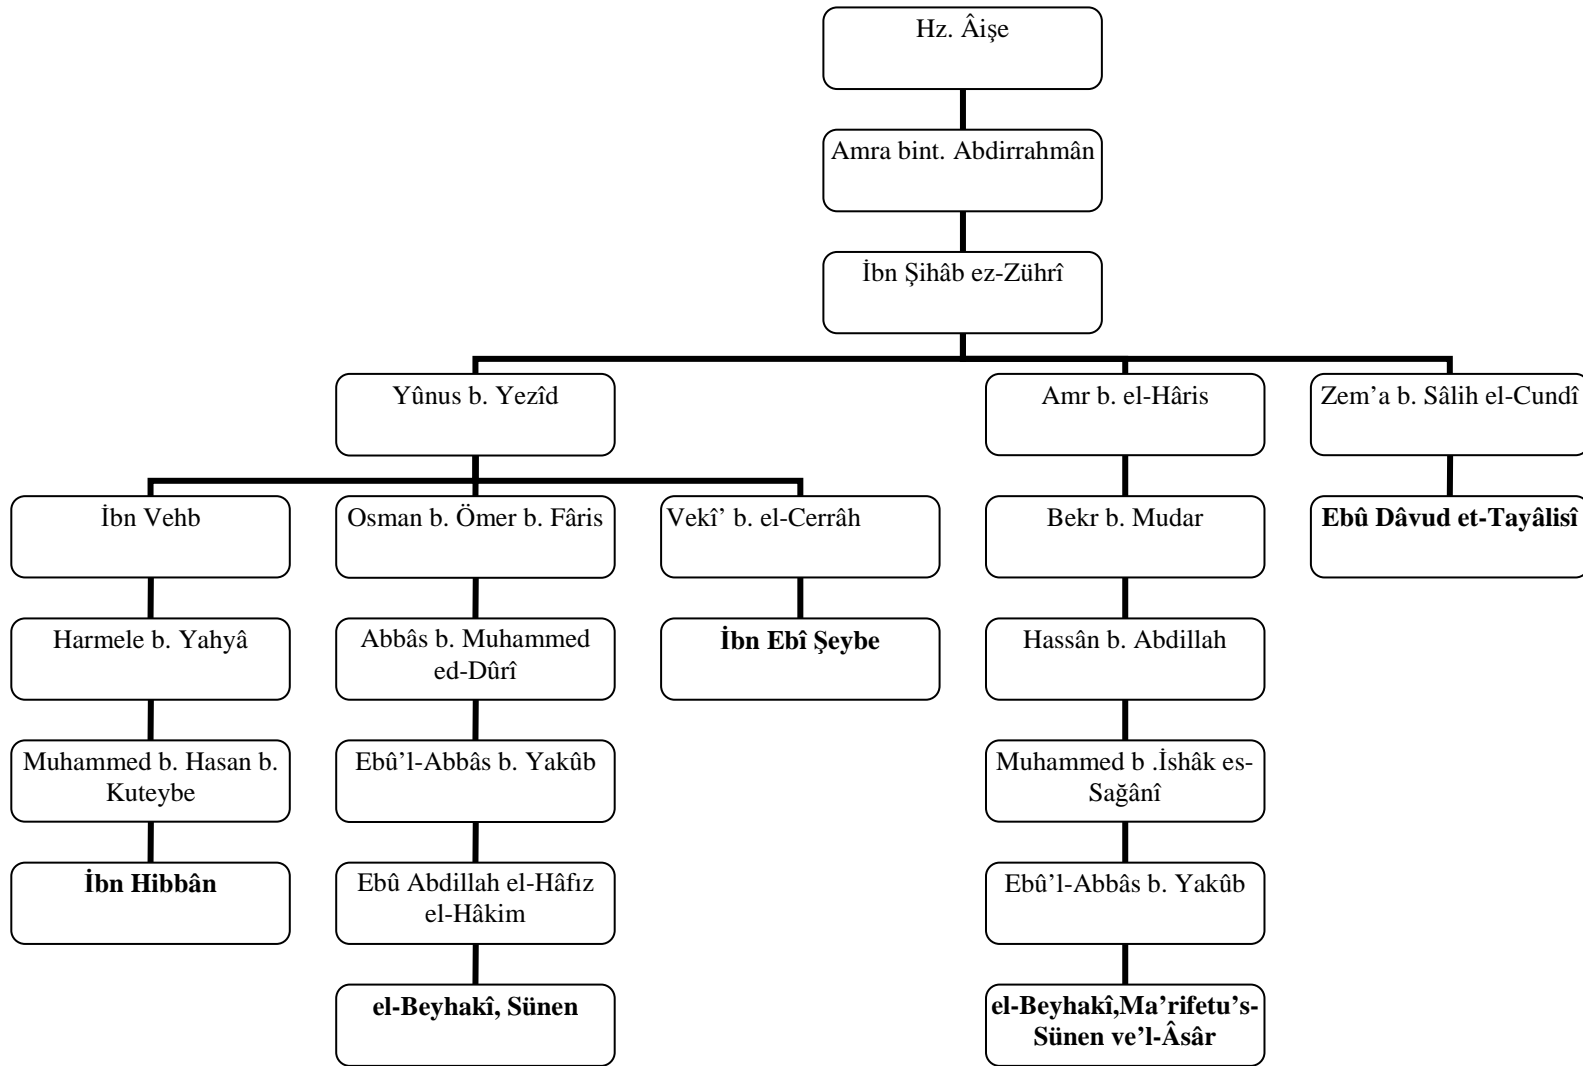 Hz. Âişe
Amra bint. Abdirrahmân
İbn Şihâb ez-Zührî
Yûnus b. Yezîd
Amr b. el-Hâris
Zem’a b. Sâlih el-Cundî
İbn Vehb
Osman b. Ömer b. Fâris
Vekî’ b. el-Cerrâh
Bekr b. Mudar
Ebû Dâvud et-Tayâlisî
Harmele b. Yahyâ
Abbâs b. Muhammed
ed-Dûrî
İbn Ebî Şeybe
Hassân b. Abdillah
Muhammed b. Hasan b.
Kuteybe
Ebû’l-Abbâs b. Yakûb
Muhammed b .İshâk es-
Sağânî
İbn Hibbân
Ebû Abdillah el-Hâfız
el-Hâkim
Ebû’l-Abbâs b. Yakûb
el-Beyhakî, Sünen
el-Beyhakî,Ma’rifetu’s-
Sünen ve’l-Âsâr